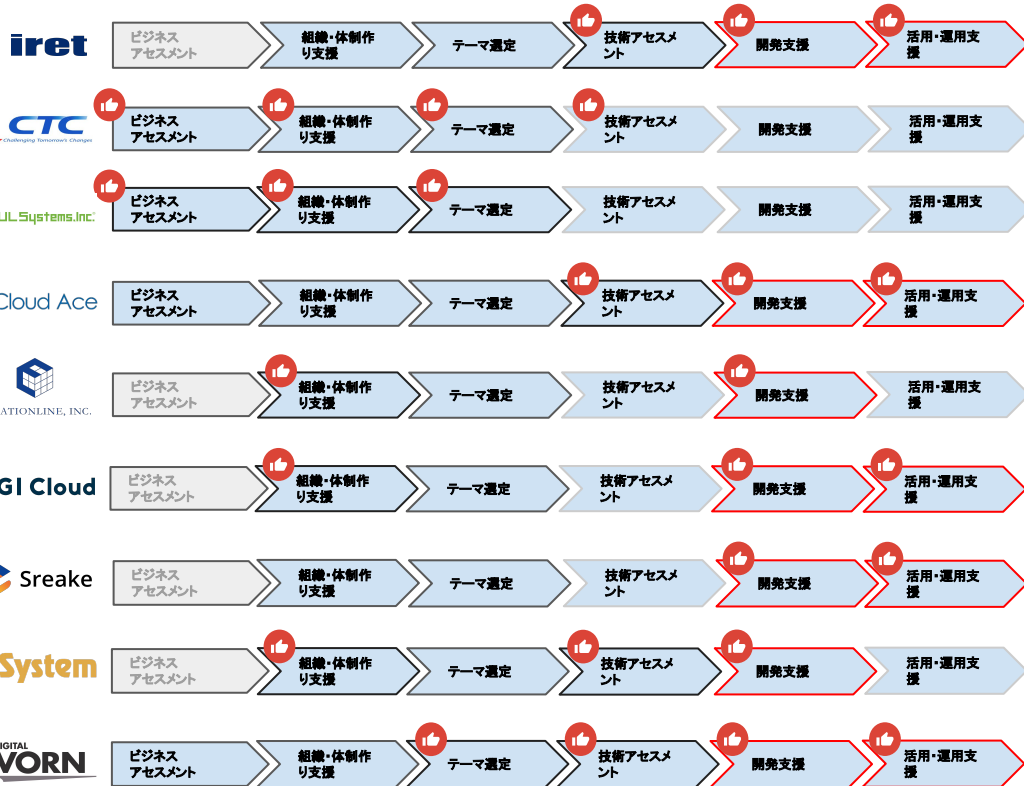 iret
ビジネス
アセスメント
組織・体制作
り支援
テーマ選定
技術アセスメ
ント
開発支援
活用・運用支
援
CTC
Challenging Tomorrow's Changes
ビジネス
アセスメント
組織・体制作
り支援
テーマ選定
技術アセスメ
ント
開発支援
活用・運用支
援
UL Systems.Inc.
ビジネス
アセスメント
組織・体制作
り支援
テーマ選定
技術アセスメ
ント
開発支援
活用・運用支
援
Cloud Ace
ビジネス
アセスメント
組織・体制作
り支援
テーマ選定
技術アセスメ
ント
開発支援
活用・運用支
援
ATIONLINE, INC.
ビジネス
アセスメント
組織・体制作
り支援
テーマ選定
技術アセスメ
ント
開発支援
活用・運用支
援
GI Cloud
ビジネス
アセスメント
組織・体制作
り支援
テーマ選定
技術アセスメ
ント
開発支援
活用・運用支
援
Sreake
ビジネス
アセスメント
組織・体制作
り支援
テーマ選定
技術アセスメ
ント
開発支援
活用・運用支
援
System
ビジネス
アセスメント
組織・体制作
り支援
テーマ選定
技術アセスメ
ント
開発支援
活用・運用支
援
IGITAL
VORN
ビジネス
アセスメント
組織・体制作
り支援
テーマ選定
技術アセスメ
ント
開発支援
活用・運用支
援